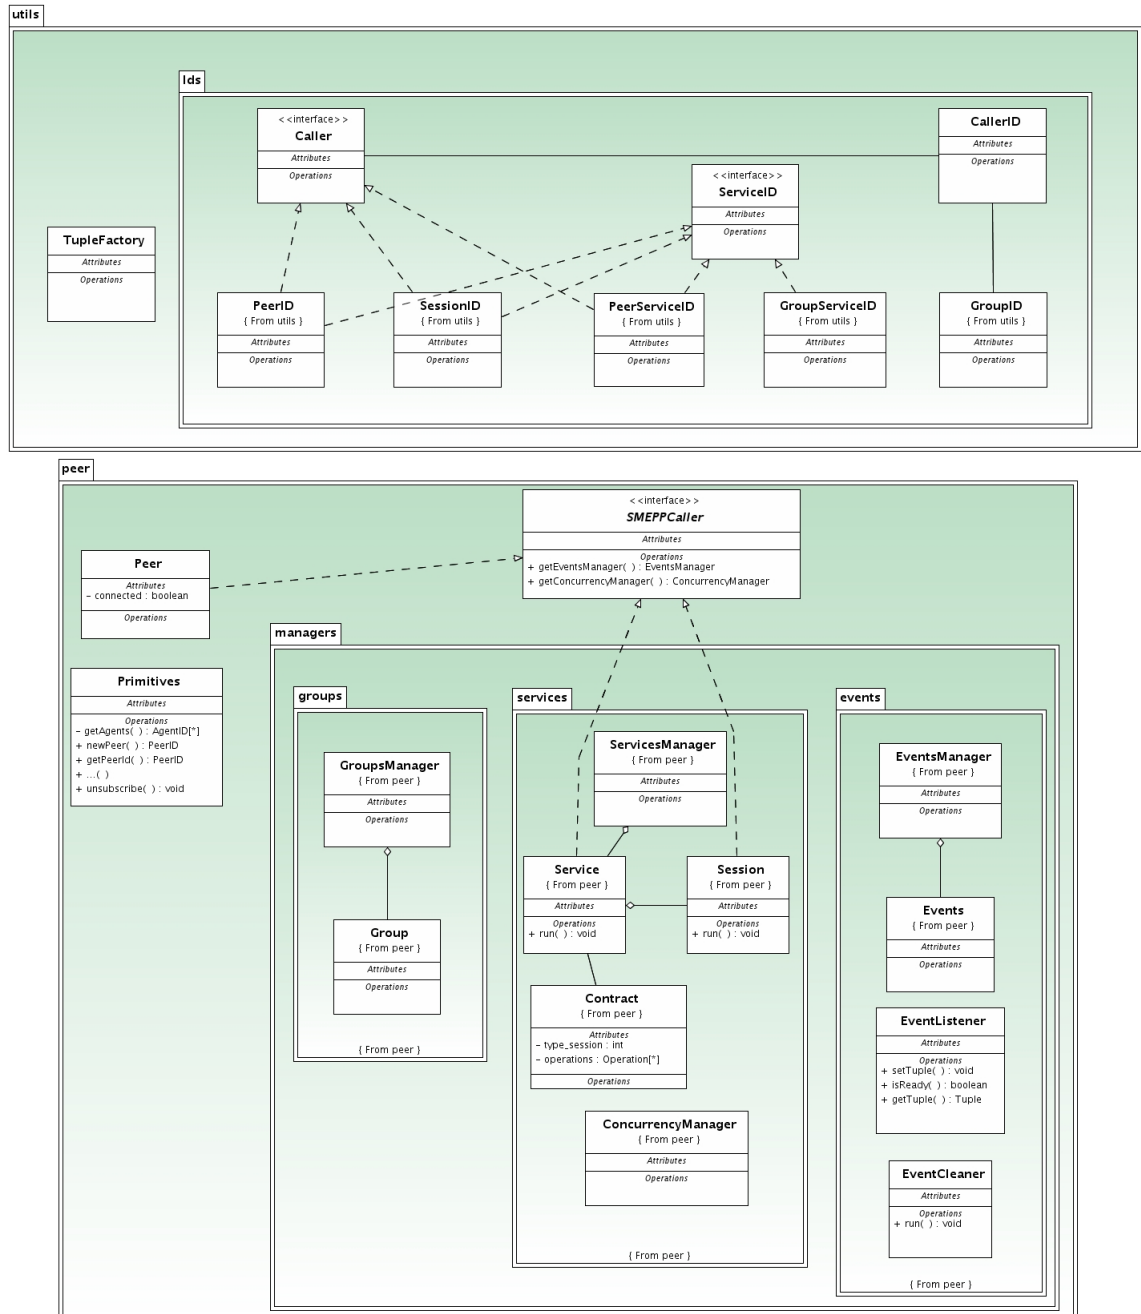 utils
Ids
< <interface> >
Caller
Attributes
Operations
CallerID
Attributes
Operations
< <interface> >
ServiceID
Attributes
Operations
TupleFactory
Attributes
Operations
PeerID
{ From utils }
Attributes
Operations
SessionID
{ From utils }
Attributes
Operations
PeerServiceID
{ From utils }
Attributes
Operations
GroupServiceID
{ From utils }
Attributes
Operations
GroupID
{ From utils }
Attributes
Operations
peer
< <interface> >
SMEPPCaller
Attributes
Operations
+ getEventsManager( ) : EventsManager
+ getConcurrencyManager( ) : ConcurrencyManager
Peer
Attributes
– connected : boolean
Operations
Primitives
Attributes
Operations
– getAgents( ) : AgentID[*]
+ newPeer( ) : PeerID
+ getPeerId( ) : PeerID
+ ...( )
+ unsubscribe( ) : void
managers
groups
GroupsManager
{ From peer }
Attributes
Operations
Group
{ From peer }
Attributes
Operations
{ From peer }
services
ServicesManager
{ From peer }
Attributes
Operations
Service
{ From peer }
Attributes
Operations
+ run( ) : void
Session
{ From peer }
Attributes
Operations
+ run( ) : void
Contract
{ From peer }
Attributes
– type_session : int
– operations : Operation[*]
Operations
ConcurrencyManager
{ From peer }
Attributes
Operations
{ From peer }
events
EventsManager
{ From peer }
Attributes
Operations
Events
{ From peer }
Attributes
Operations
EventListener
Attributes
Operations
+ setTuple( ) : void
+ isReady( ) : boolean
+ getTuple( ) : Tuple
EventCleaner
Attributes
Operations
+ run( ) : void
{ From peer }